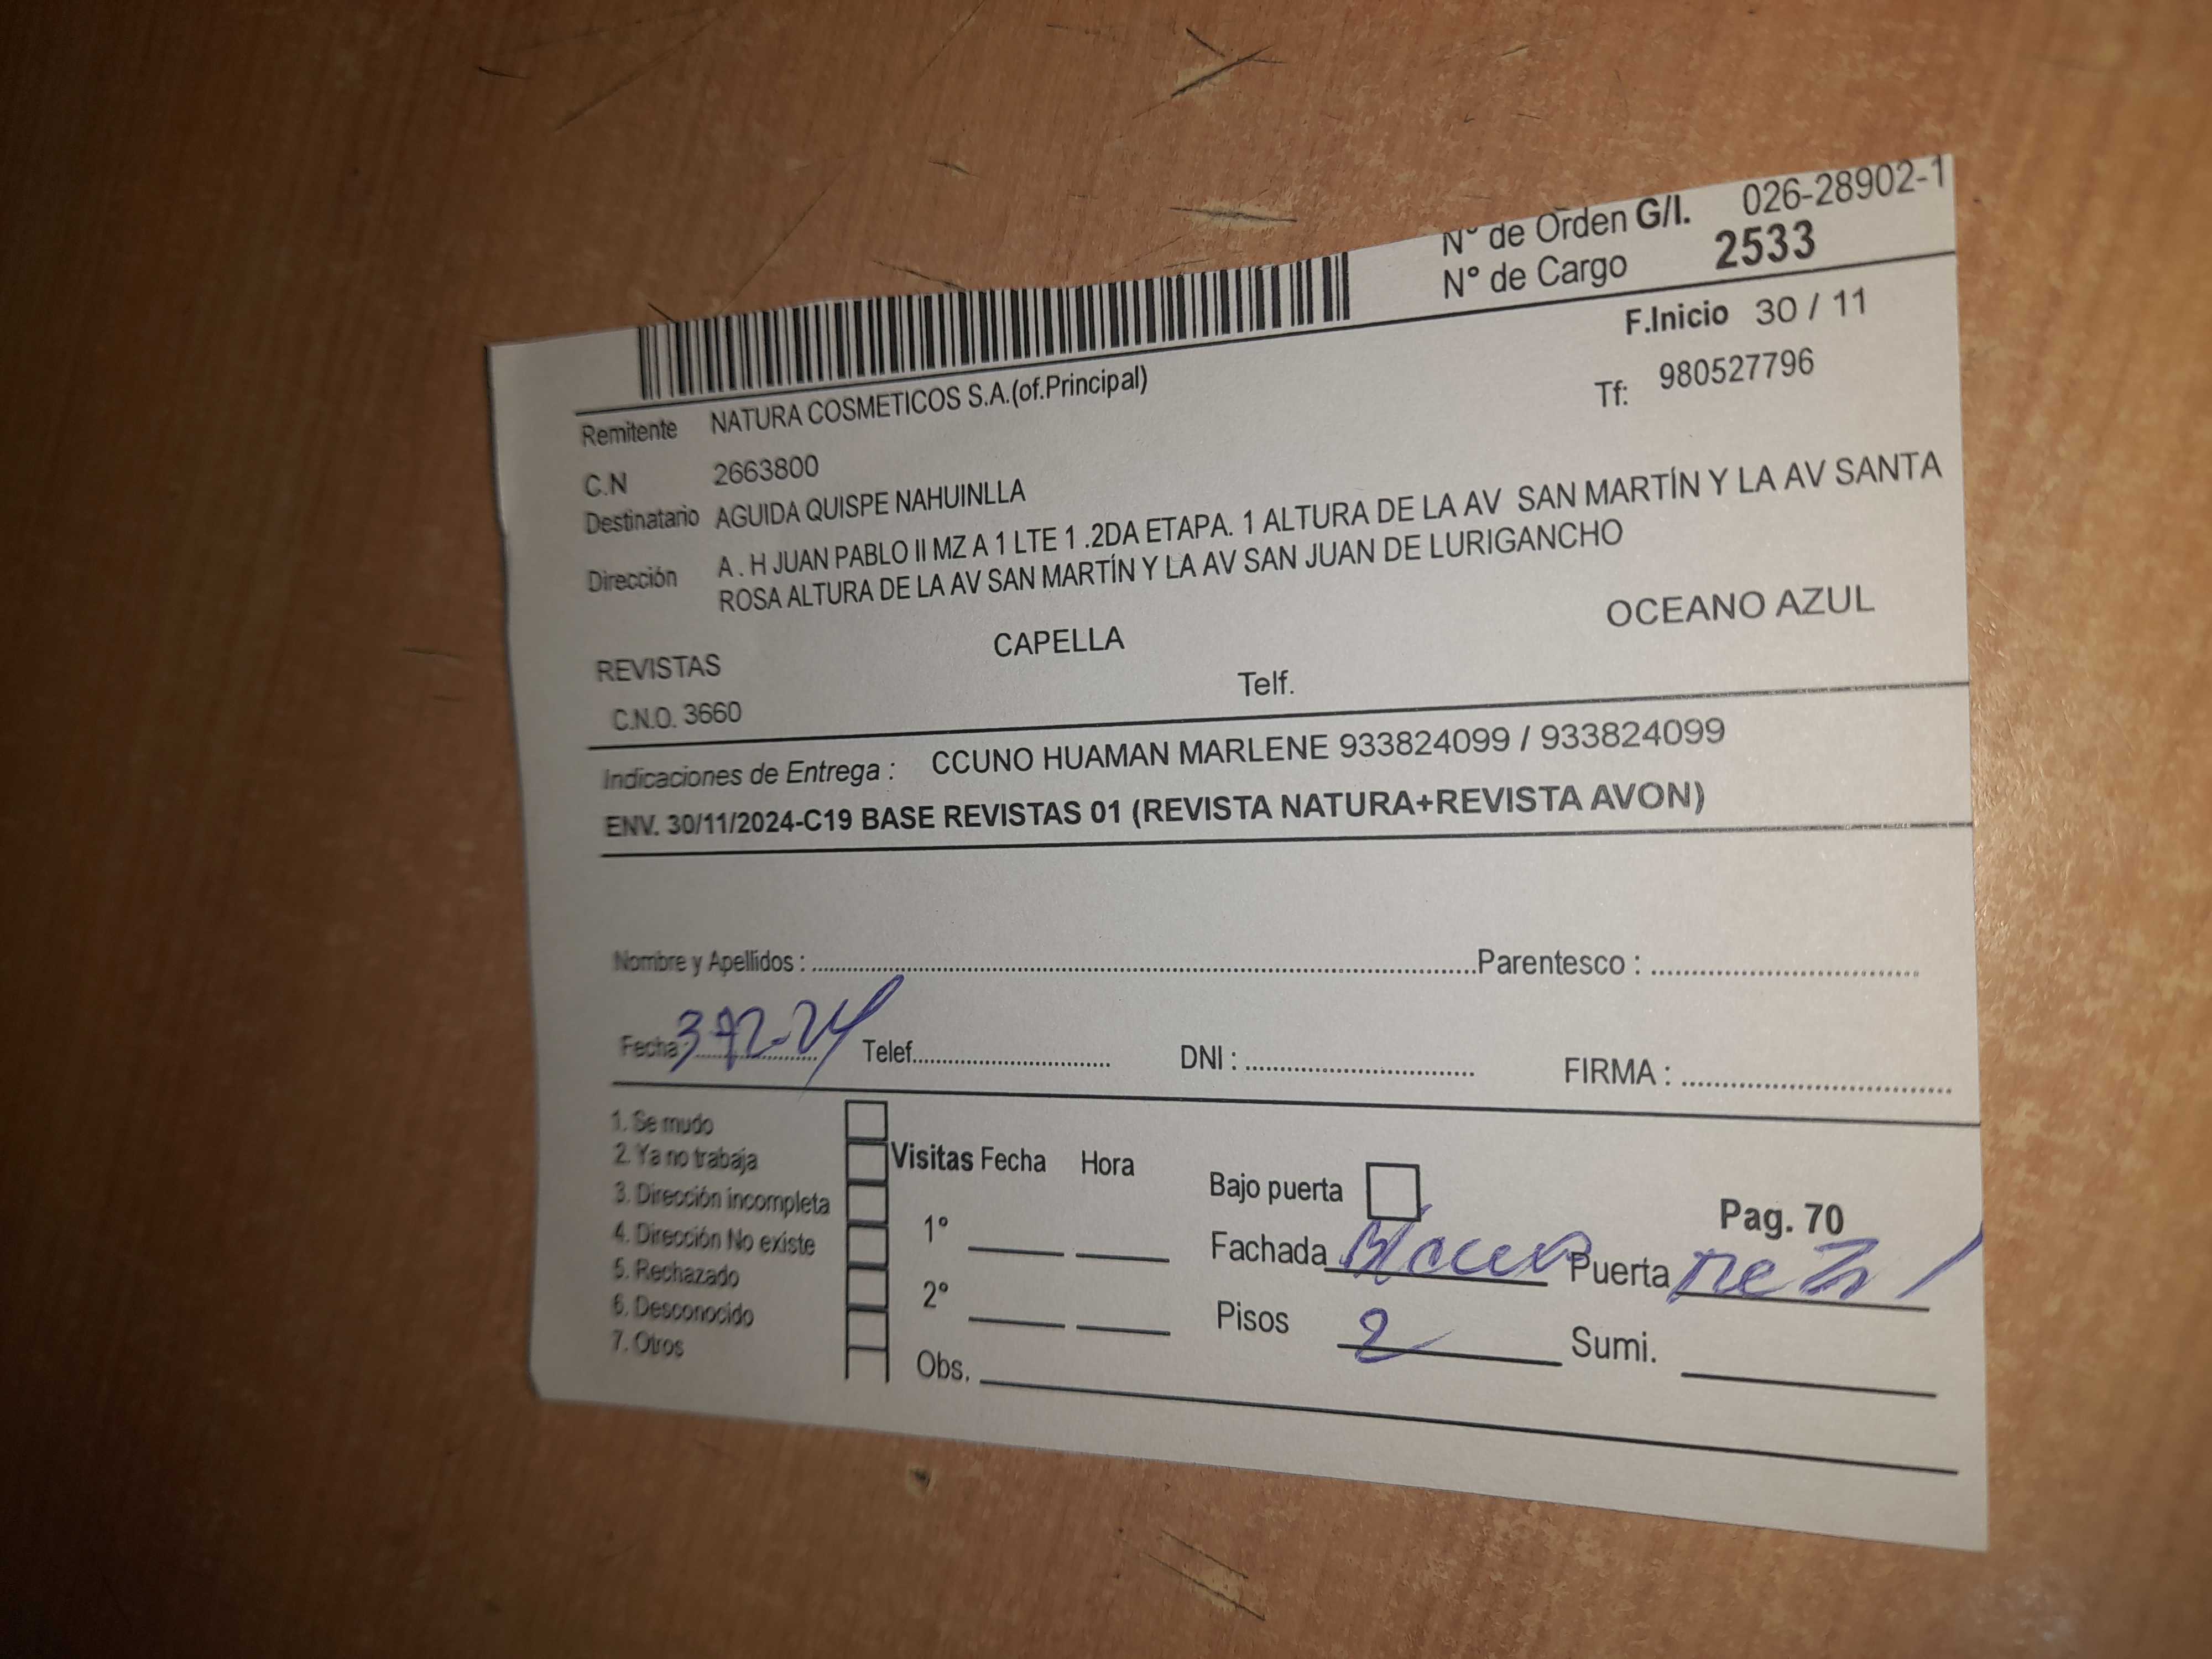 N° de Orden G/I. 026-28902-1
N° de Cargo 2533
F.Inicio 30 / 11
Remitente NATURA COSMETICOS S.A.(of.Principal)
Tf: 980527796
C.N 2663800
Destinatario AGUIDA QUISPE NAHUINLLA
Dirección A . H JUAN PABLO II MZ A 1 LTE 1 .2DA ETAPA. 1 ALTURA DE LA AV SAN MARTÍN Y LA AV SANTA
ROSA ALTURA DE LA AV SAN MARTÍN Y LA AV SAN JUAN DE LURIGANCHO
REVISTAS CAPELLA OCEANO AZUL
C.N.O. 3660 Telf.
Indicaciones de Entrega : CCUNO HUAMAN MARLENE 933824099 / 933824099
ENV. 30/11/2024-C19 BASE REVISTAS 01 (REVISTA NATURA+REVISTA AVON)
Nombre y Apellidos : Parentesco :
Fecha : Telef. DNI : FIRMA :
1. Se mudo
2. Ya no trabaja
3. Dirección incompleta
4. Dirección No existe
5. Rechazado
6. Desconocido
7. Otros
Visitas Fecha Hora
1°
2°
Obs.
Bajo puerta
Pag. 70
Fachada Puerta
Pisos 2 Sumi.